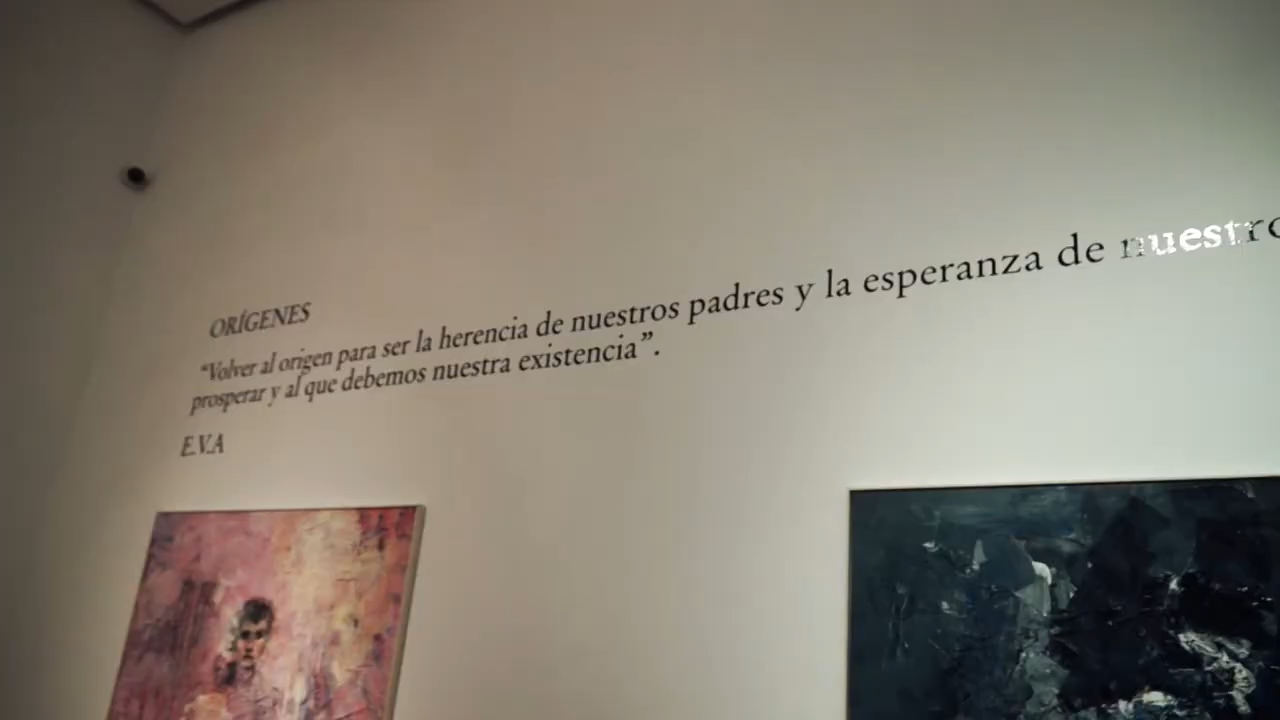 ORÍGENES
“Volver al origen para ser la herencia de nuestros padres y la esperanza de nuestro
prosperar y al que debemos nuestra existencia”.
E.V.A